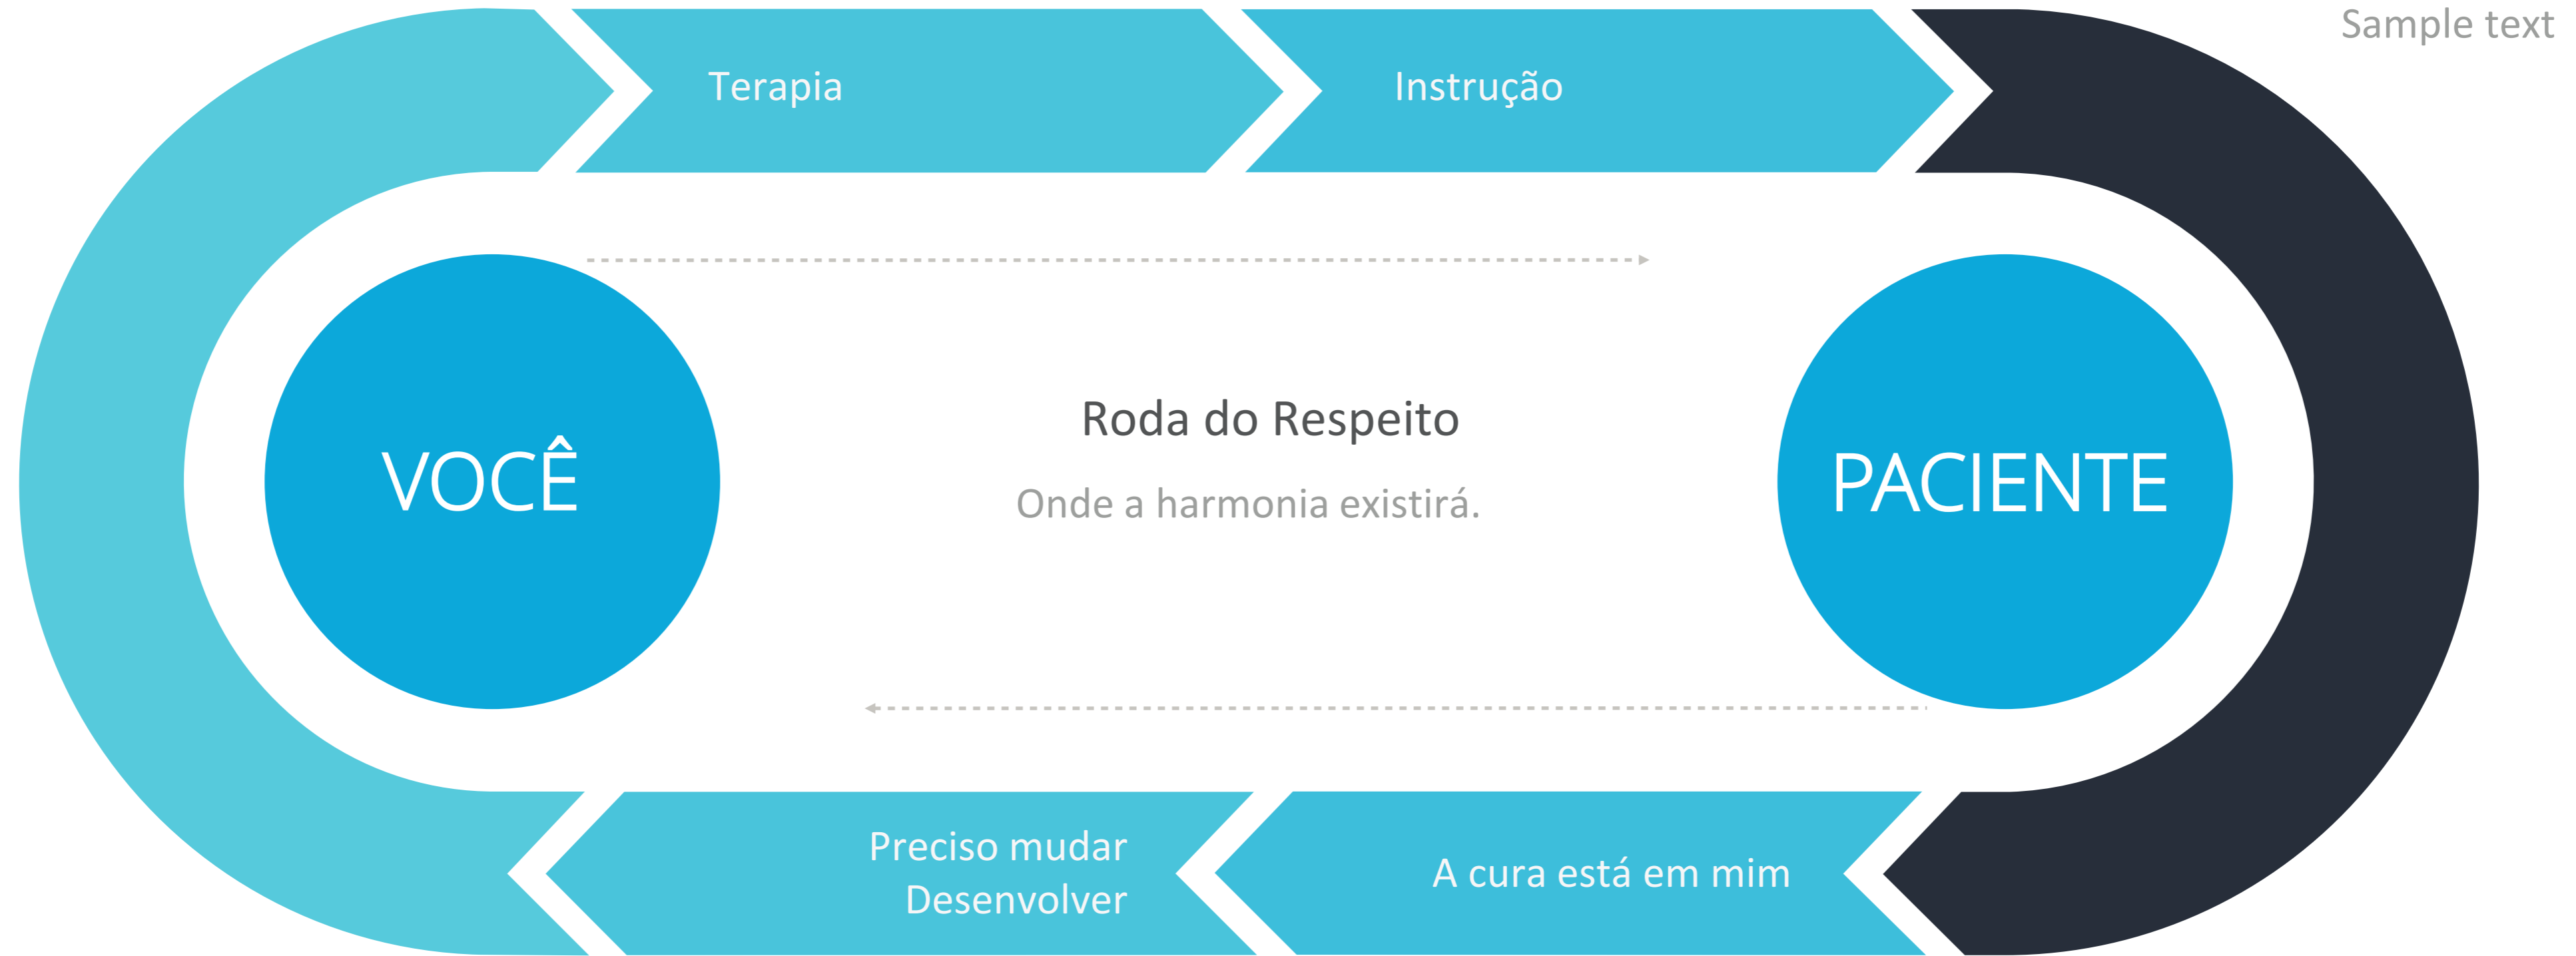 Sample text
Terapia
Instrução
VOCÊ
Roda do Respeito
Onde a harmonia existirá.
PACIENTE
Preciso mudar
Desenvolver
A cura está em mim